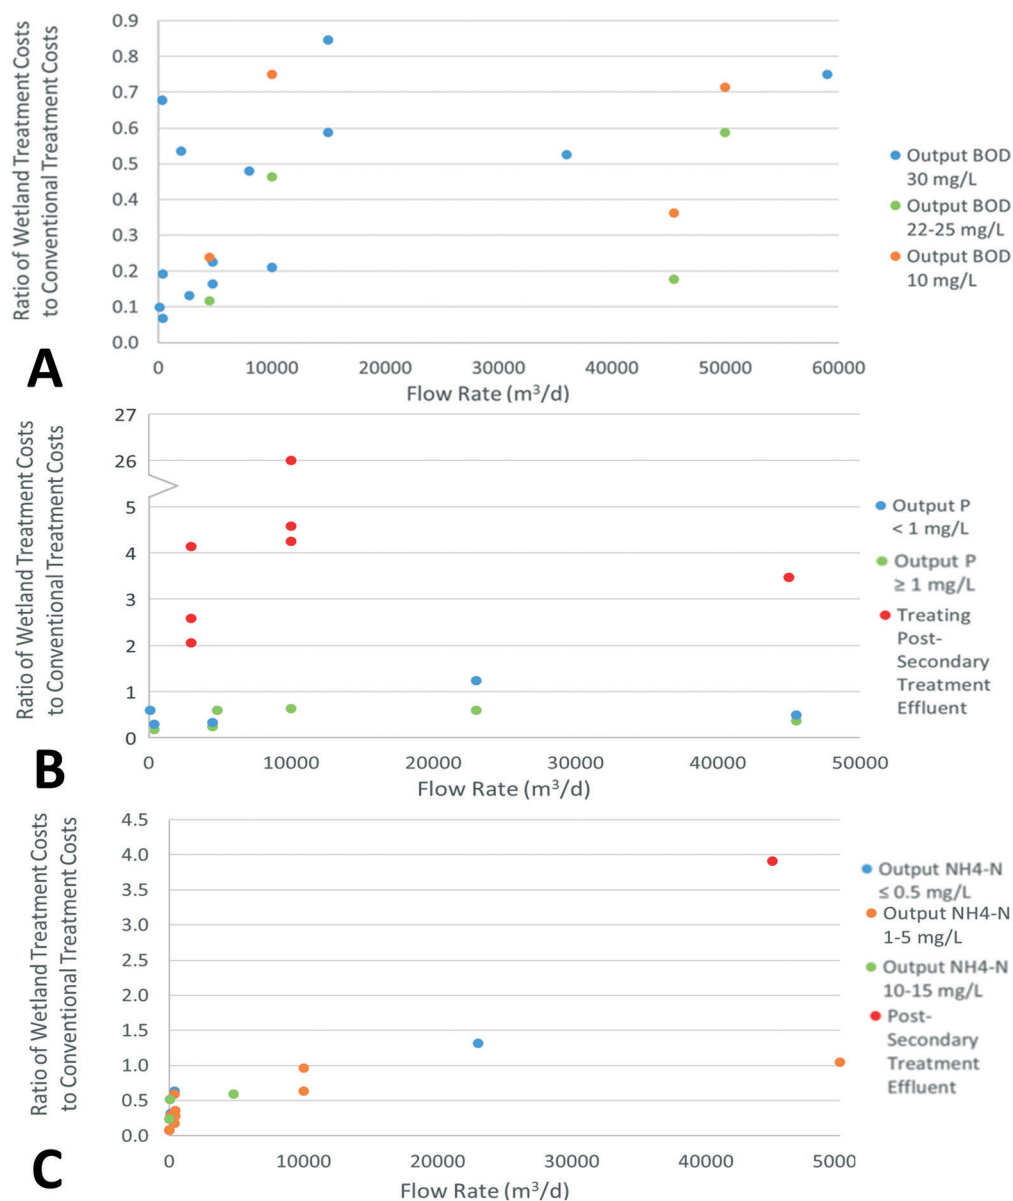 Ratio of Wetland Treatment Costs
to Conventional Treatment Costs
0.9
0.8
0.7
0.6
0.5
0.4
0.3
0.2
0.1
0.0
0 10000 20000 30000 40000 50000 60000
Flow Rate (m³/d)
Output BOD
30 mg/L
Output BOD
22-25 mg/L
Output BOD
10 mg/L
A
Ratio of Wetland Treatment Costs
to Conventional Treatment Costs
27
26
5
4
3
2
1
0
0 10000 20000 30000 40000 50000
Flow Rate (m³/d)
Output P
< 1 mg/L
Output P
≥ 1 mg/L
Treating
Post-
Secondary
Treatment
Effluent
B
Ratio of Wetland Treatment Costs
to Conventional Treatment Costs
4.5
4.0
3.5
3.0
2.5
2.0
1.5
1.0
0.5
0.0
0 10000 20000 30000 40000 50000
Flow Rate (m³/d)
Output NH4-N
≤ 0.5 mg/L
Output NH4-N
1-5 mg/L
Output NH4-N
10-15 mg/L
Post-
Secondary
Treatment
Effluent
C